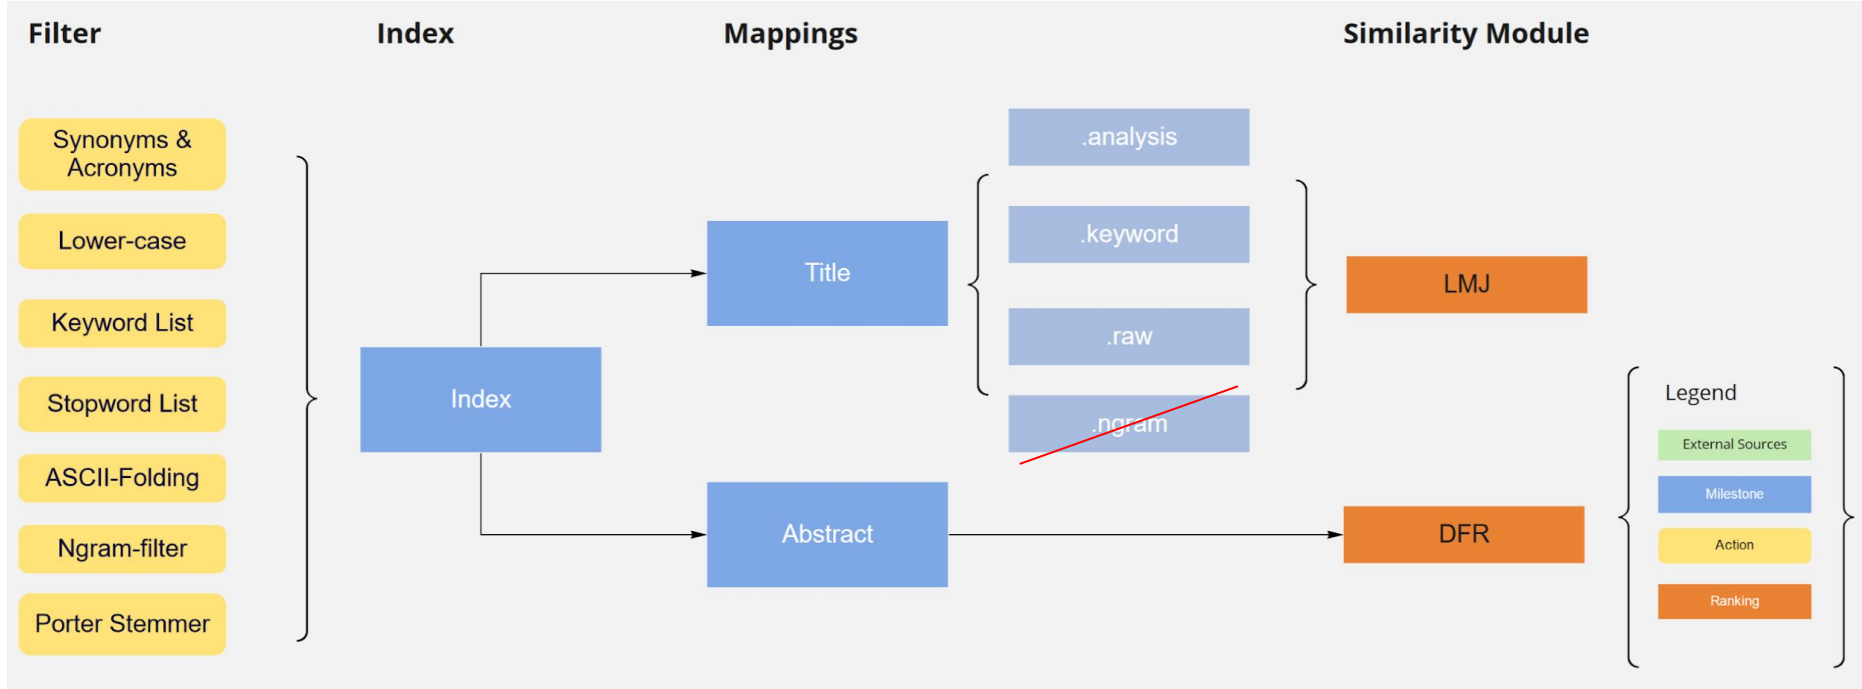 Filter
Index
Mappings
Similarity Module
Synonyms &
Acronyms
Lower-case
Keyword List
Stopword List
ASCII-Folding
Ngram-filter
Porter Stemmer
Index
Title
Abstract
.analysis
.keyword
.raw
.ngram
LMJ
DFR
Legend
External Sources
Milestone
Action
Ranking